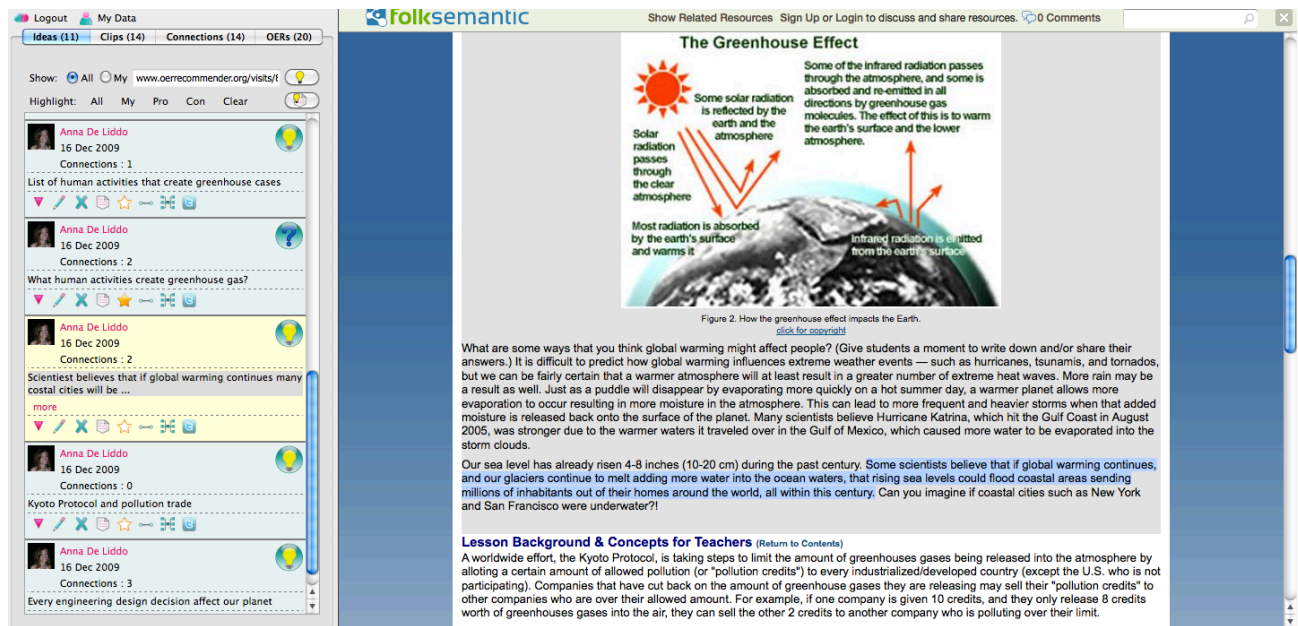 Logout My Data
Ideas (11) Clips (14) Connections (14) OERs (20)
Show: All My www.oerrecommender.org/visits/
Highlight: All My Pro Con Clear
Anna De Liddo
16 Dec 2009
Connections : 1
List of human activities that create greenhouse cases
Anna De Liddo
16 Dec 2009
Connections : 2
What human activities create greenhouse gas?
Anna De Liddo
16 Dec 2009
Connections : 2
Scientiest believes that if global warming continues many
costal cities will be ...
more
Anna De Liddo
16 Dec 2009
Connections : 0
Kyoto Protocol and pollution trade
Anna De Liddo
16 Dec 2009
Connections : 3
Every engineering design decision affect our planet
folksemantic
Show Related Resources Sign Up or Login to discuss and share resources. 0 Comments
The Greenhouse Effect
Some solar radiation
is reflected by the
earth and the
atmosphere
Some of the infrared radiation passes
through the atmosphere, and some is
absorbed and re-emitted in all
directions by greenhouse gas
molecules. The effect of this is to warm
the earth's surface and the lower
atmosphere.
Solar
radiation
passes
through
the clear
atmosphere
Most radiation is absorbed
by the earth's surface
and warms it
Infrared radiation is emitted
from the earth's surface
Figure 2. How the greenhouse effect impacts the Earth.
click for copyright
What are some ways that you think global warming might affect people? (Give students a moment to write down and/or share their
answers.) It is difficult to predict how global warming influences extreme weather events — such as hurricanes, tsunamis, and tornados,
but we can be fairly certain that a warmer atmosphere will at least result in a greater number of extreme heat waves. More rain may be
a result as well. Just as a puddle will disappear by evaporating more quickly on a hot summer day, a warmer planet allows more
evaporation to occur resulting in more moisture in the atmosphere. This can lead to more frequent and heavier storms when that added
moisture is released back onto the surface of the planet. Many scientists believe Hurricane Katrina, which hit the Gulf Coast in August
2005, was stronger due to the warmer waters it traveled over in the Gulf of Mexico, which caused more water to be evaporated into the
storm clouds.
Our sea level has already risen 4-8 inches (10-20 cm) during the past century. Some scientists believe that if global warming continues,
and our glaciers continue to melt adding more water into the ocean waters, that rising sea levels could flood coastal areas sending
millions of inhabitants out of their homes around the world, all within this century. Can you imagine if coastal cities such as New York
and San Francisco were underwater?!
Lesson Background & Concepts for Teachers (Return to Contents)
A worldwide effort, the Kyoto Protocol, is taking steps to limit the amount of greenhouses gases being released into the atmosphere by
alloting a certain amount of allowed pollution (or "pollution credits") to every industrialized/developed country (except the U.S. who is not
participating). Companies that have cut back on the amount of greenhouse gases they are releasing may sell their "pollution credits" to
other companies who are over their allowed amount. For example, if one company is given 10 credits, and they only release 8 credits
worth of greenhouses gases into the air, they can sell the other 2 credits to another company who is polluting over their limit.